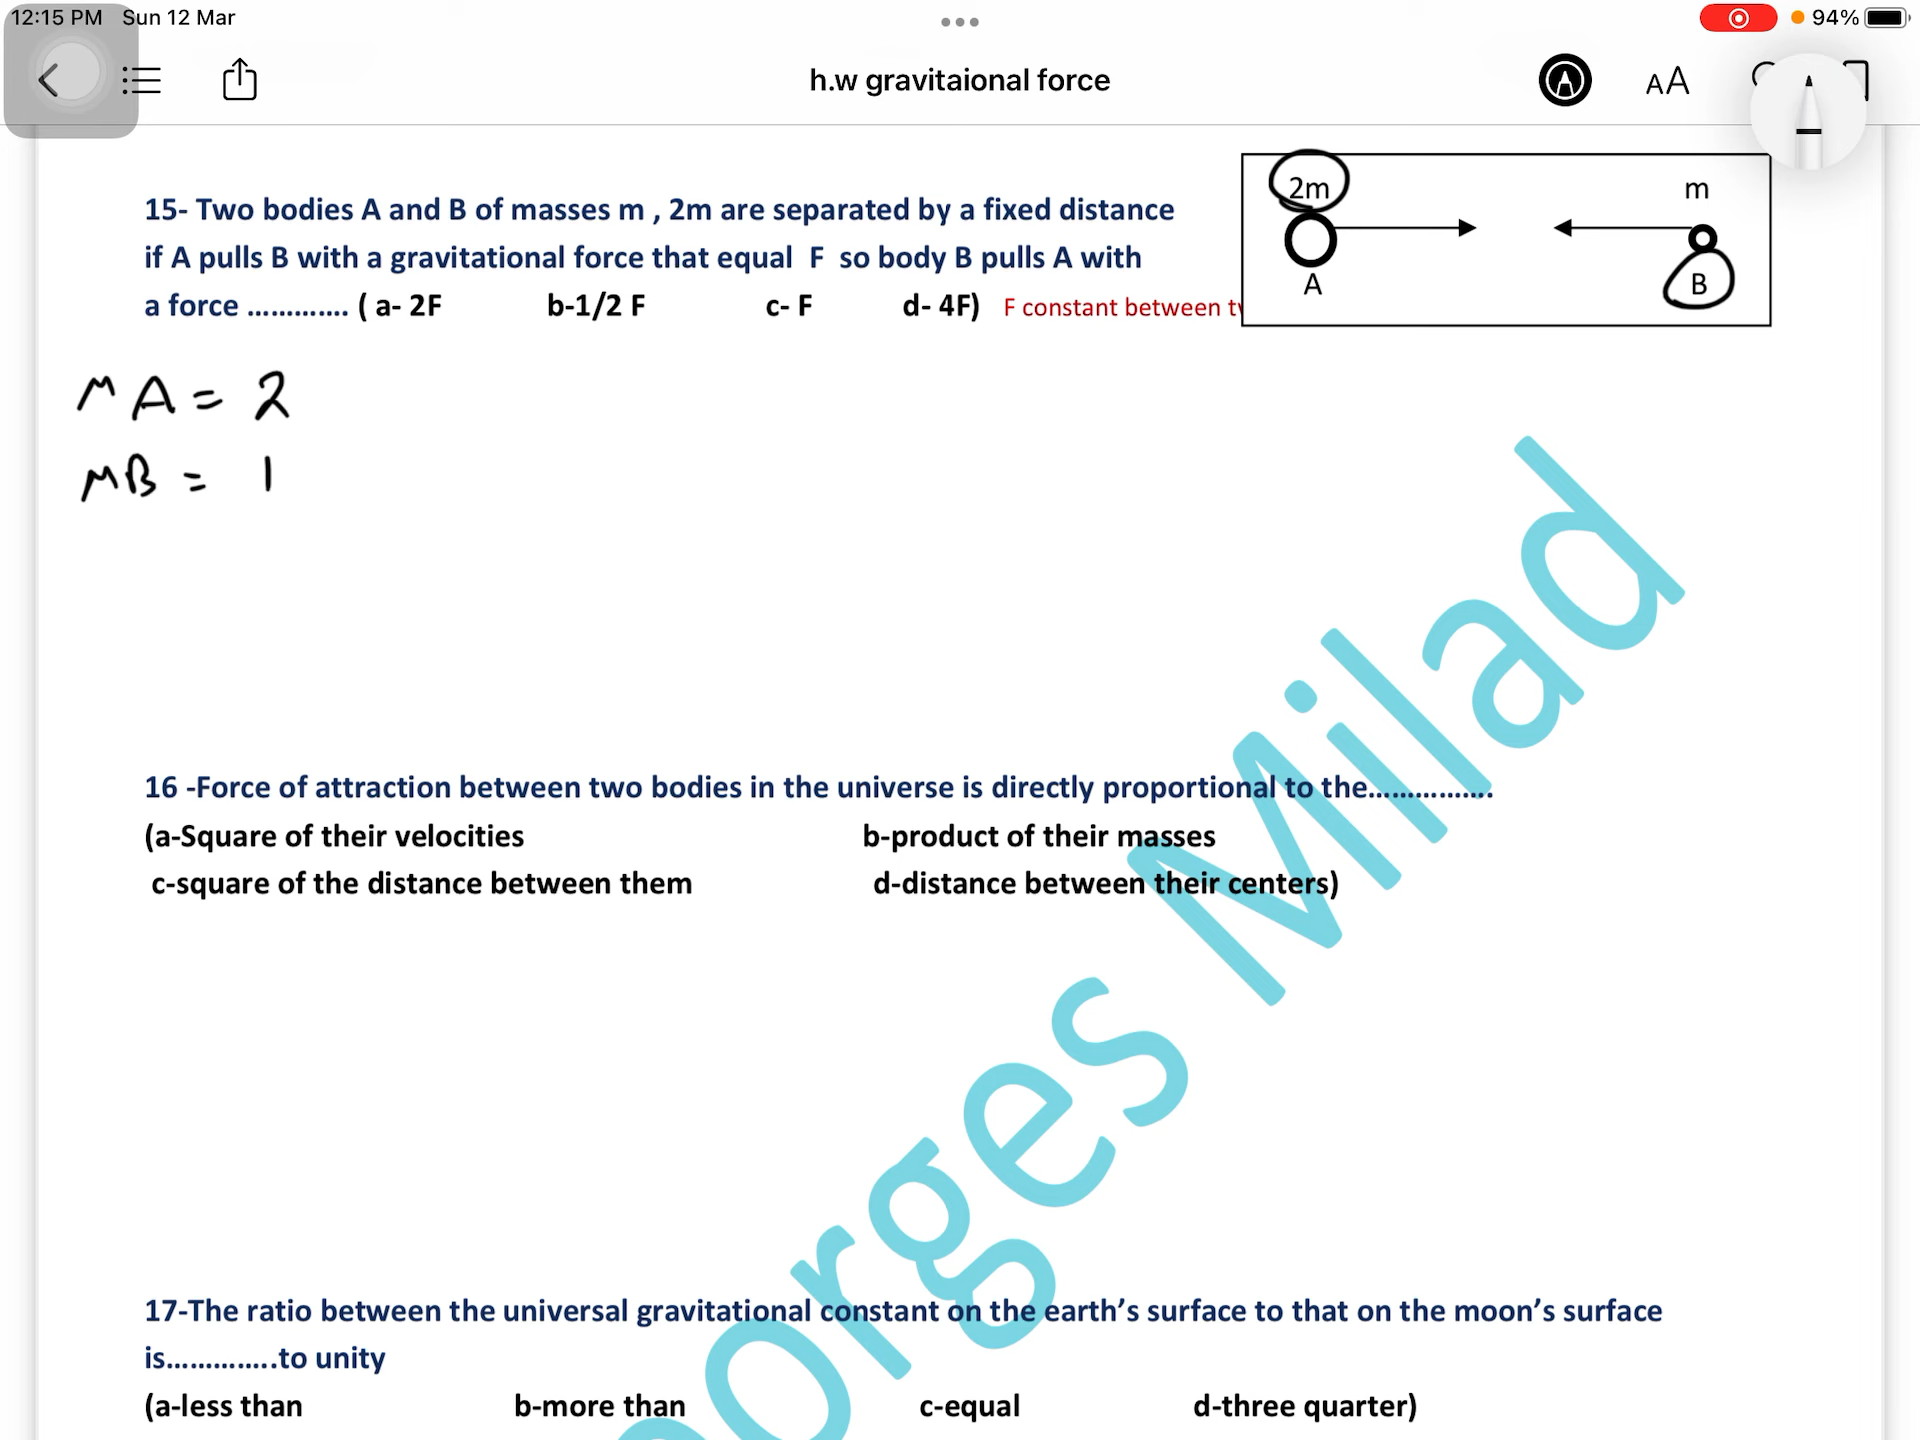 12:15 PM Sun 12 Mar
94%
h.w gravitaional force
AA
15- Two bodies A and B of masses m , 2m are separated by a fixed distance
if A pulls B with a gravitational force that equal F so body B pulls A with
a force ............. ( a- 2F b-1/2 F c- F d- 4F) F constant between
2m m
A B
MA = 2
MB = 1
16 -Force of attraction between two bodies in the universe is directly proportional to the................
(a-Square of their velocities b-product of their masses
c-square of the distance between them d-distance between their centers)
17-The ratio between the universal gravitational constant on the earth’s surface to that on the moon’s surface
is..............to unity
(a-less than b-more than c-equal d-three quarter)
orges Milad